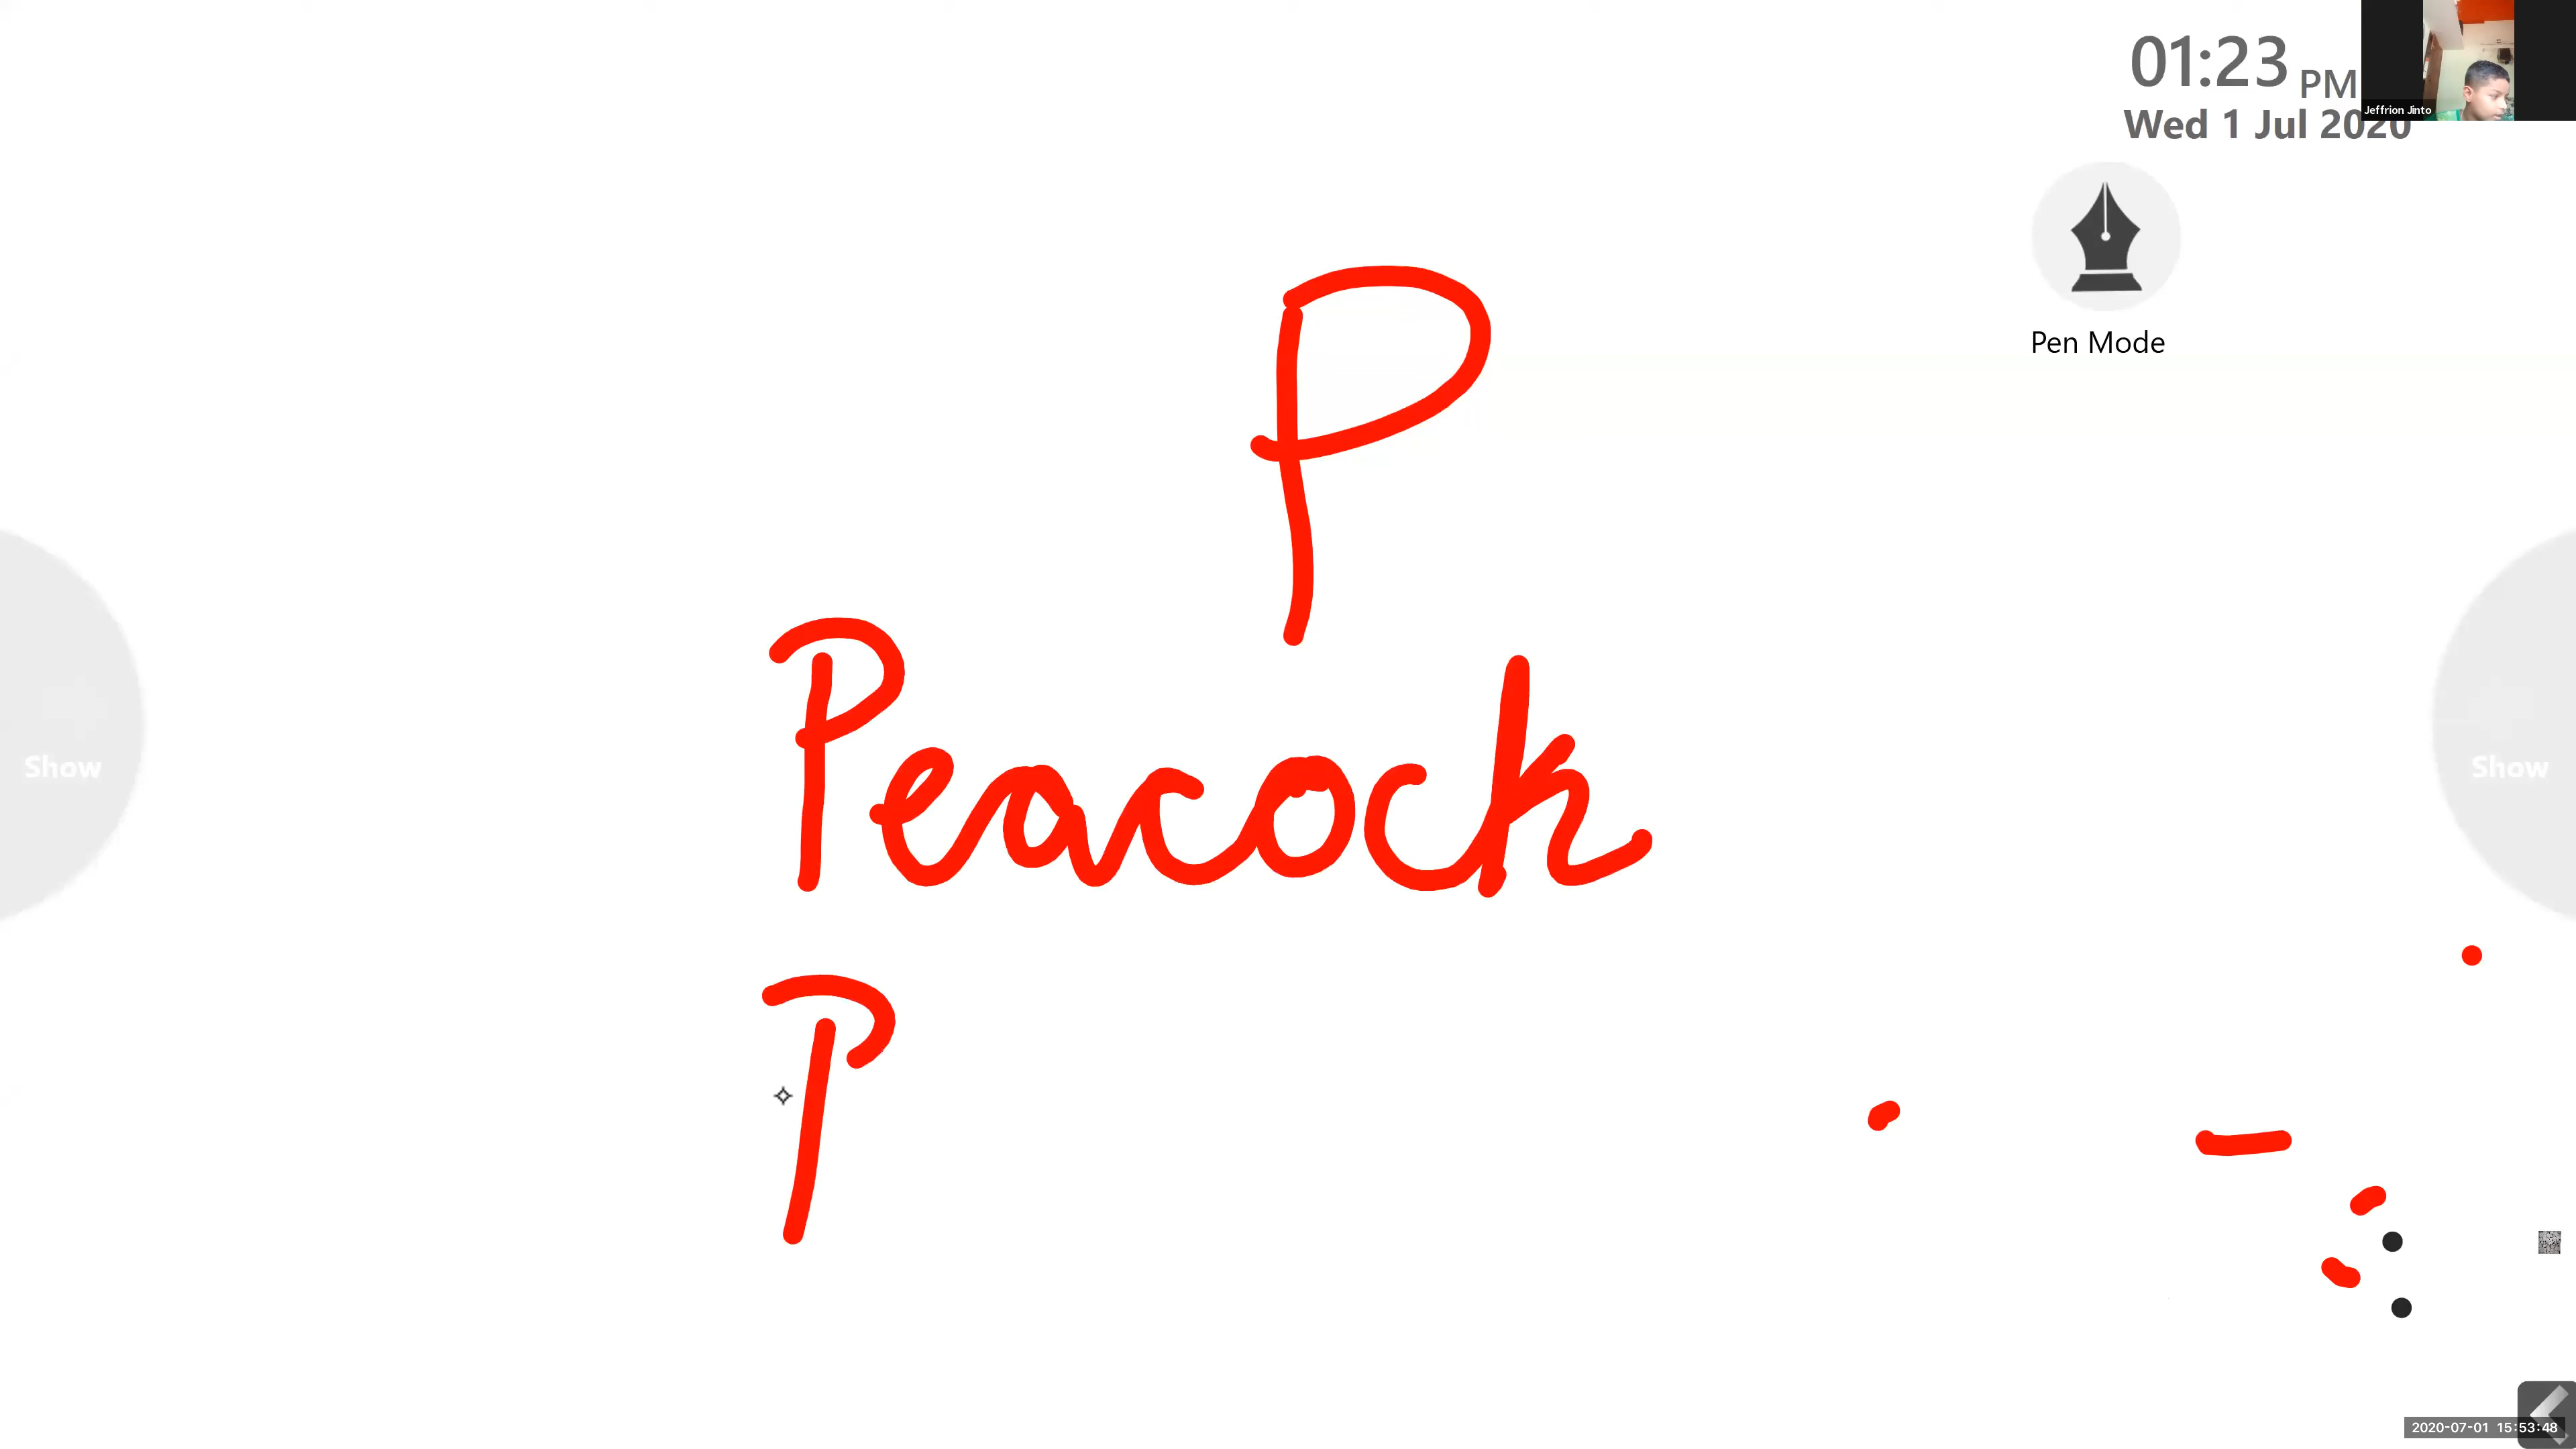 01:23 PM
Jeffrion Jinto
Wed 1 Jul 2020
Pen Mode
P
Peacock
Show
Show
P
2020-07-01 15:53:48